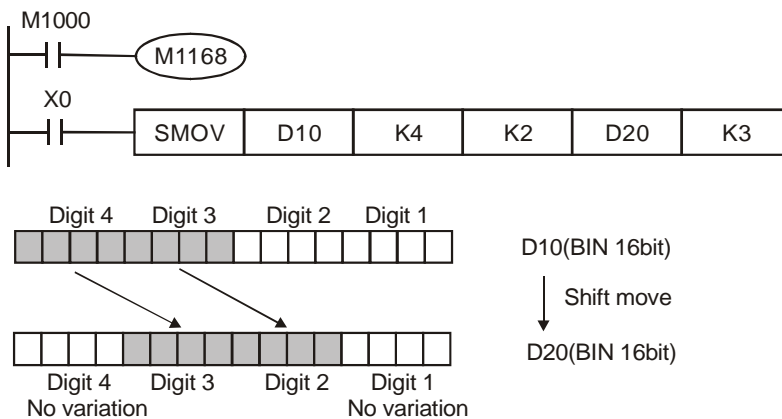 M1000
M1168
X0
SMOV D10 K4 K2 D20 K3
Digit 4 Digit 3 Digit 2 Digit 1
D10(BIN 16bit)
Shift move
D20(BIN 16bit)
Digit 4 Digit 3 Digit 2 Digit 1
No variation No variation